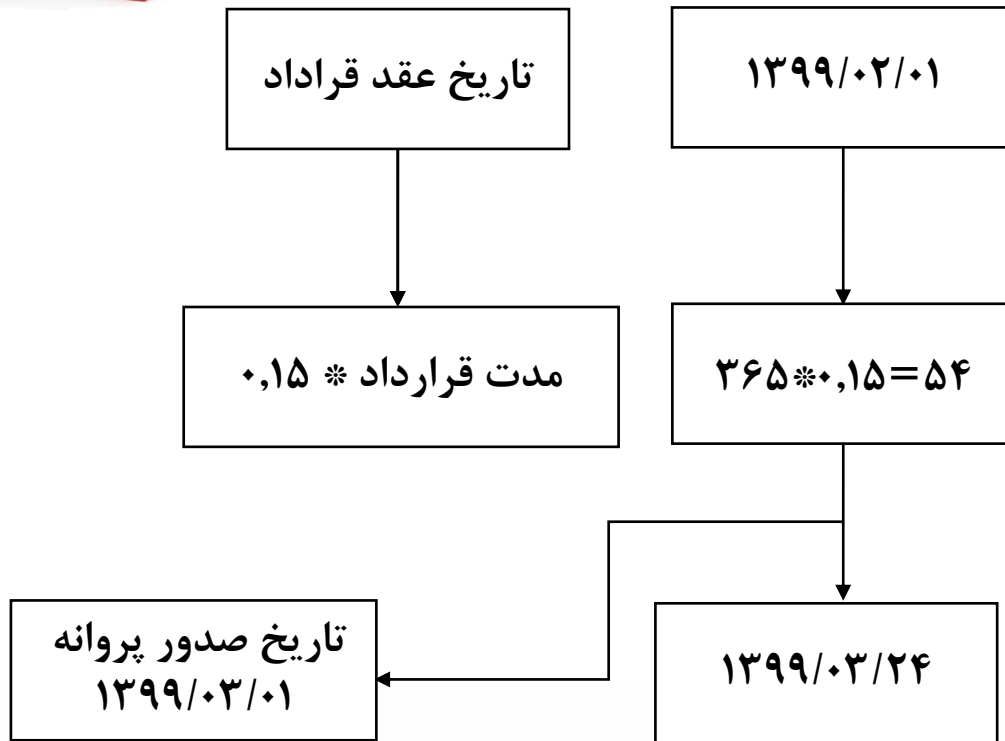 ۱۳۹۹/۰۲/۰۱
تاریخ عقد قراداد
۳۶۵*۰,۱۵=۵۴
مدت قرارداد * ۰,۱۵
۱۳۹۹/۰۳/۲۴
تاریخ صدور پروانه
۱۳۹۹/۰۳/۰۱